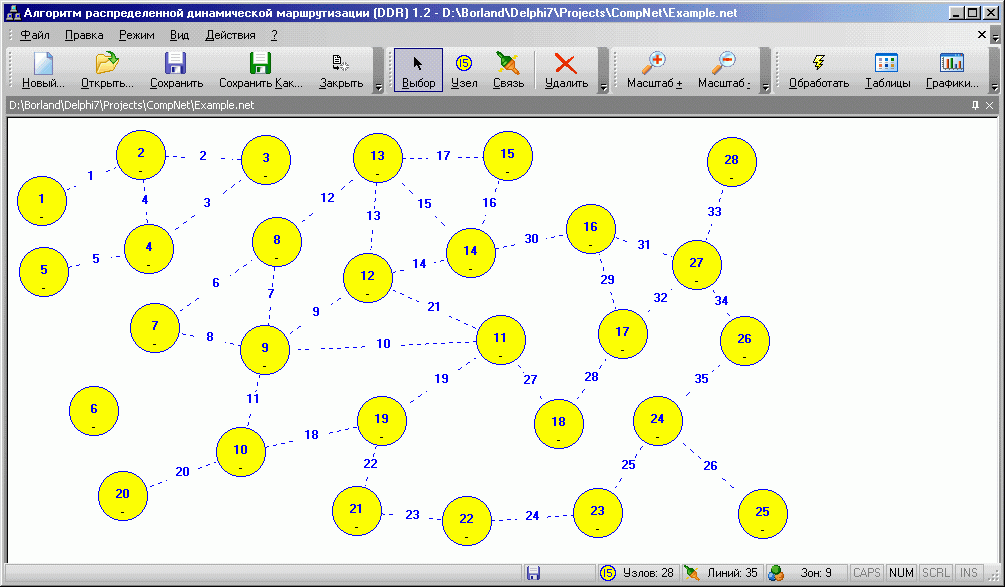 Алгоритм распределенной динамической маршрутизации (DDR) 1.2 - D:\Borland\Delphi7\Projects\CompNet\Example.net
Файл Правка Режим Вид Действия ?
Новый... Открыть... Сохранить Сохранить Как... Закрыть Выбор 15 Узел Связь Удалить Масштаб + Масштаб - Обработать Таблицы Графики...
D:\Borland\Delphi7\Projects\CompNet\Example.net
2 2 3 13 17 15 28
1 1 4 3 12 13 15 16 33
8 14 16 30 31
5 5 4 6 7 12 14 29 27
7 8 9 9 21 32 34
10 11 17 26
19 27 28 35
6 11 19 18 24
10 18 22 25 26
20 20 21 23 22 24 23 25
15 Узлов: 28 Линий: 35 Зон: 9 CAPS NUM SCRL INS